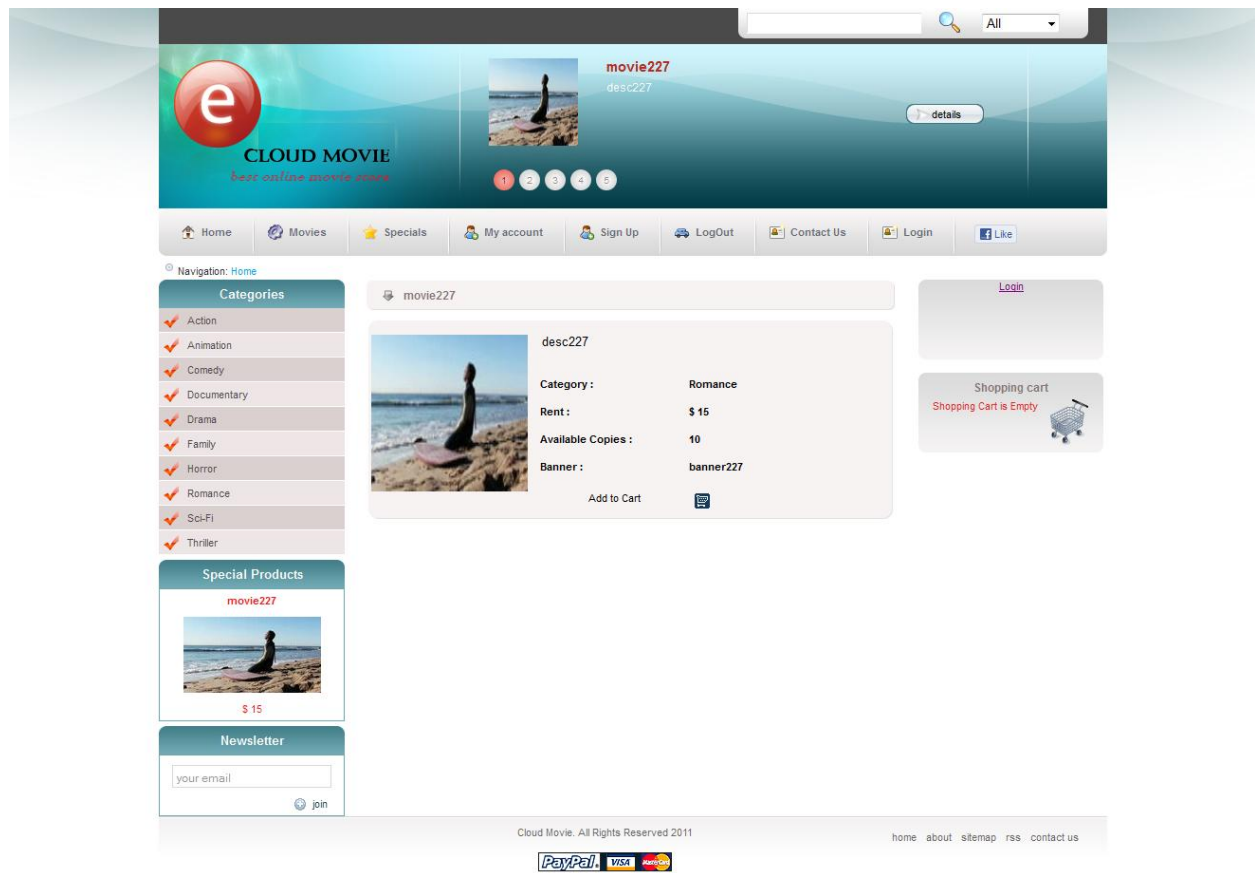 All
e
CLOUD MOVIE
best online movie store
movie227
desc227
details
1 2 3 4 5
Home Movies Specials My account Sign Up LogOut Contact Us Login Like
Navigation: Home
Categories
Action
Animation
Comedy
Documentary
Drama
Family
Horror
Romance
Sci-Fi
Thriller
Special Products
movie227
$ 15
Newsletter
your email
join
movie227
desc227
Category : Romance
Rent : $ 15
Available Copies : 10
Banner : banner227
Add to Cart
Login
Shopping cart
Shopping Cart is Empty
Cloud Movie. All Rights Reserved 2011
home about sitemap rss contact us
PayPal. VISA MasterCard